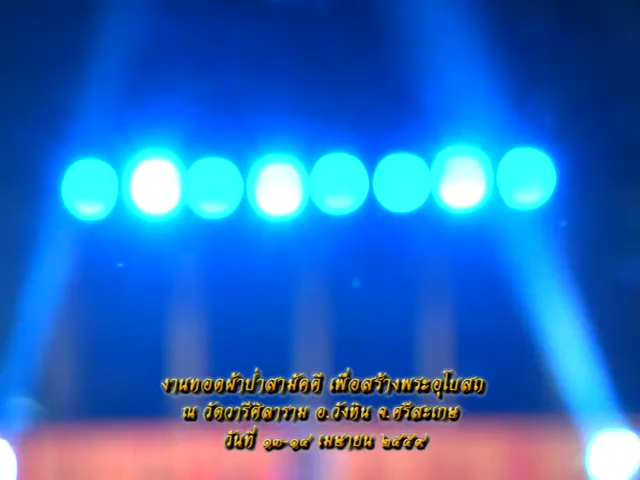 งานทอดผ้าป่าสามัคคี เพื่อสร้างพระอุโบสถ
ณ วัดวารีศิลาราม อ.วังหิน จ.ศรีสะเกษ
วันที่ ๑๓-๑๔ เมษายน ๒๕๕๙